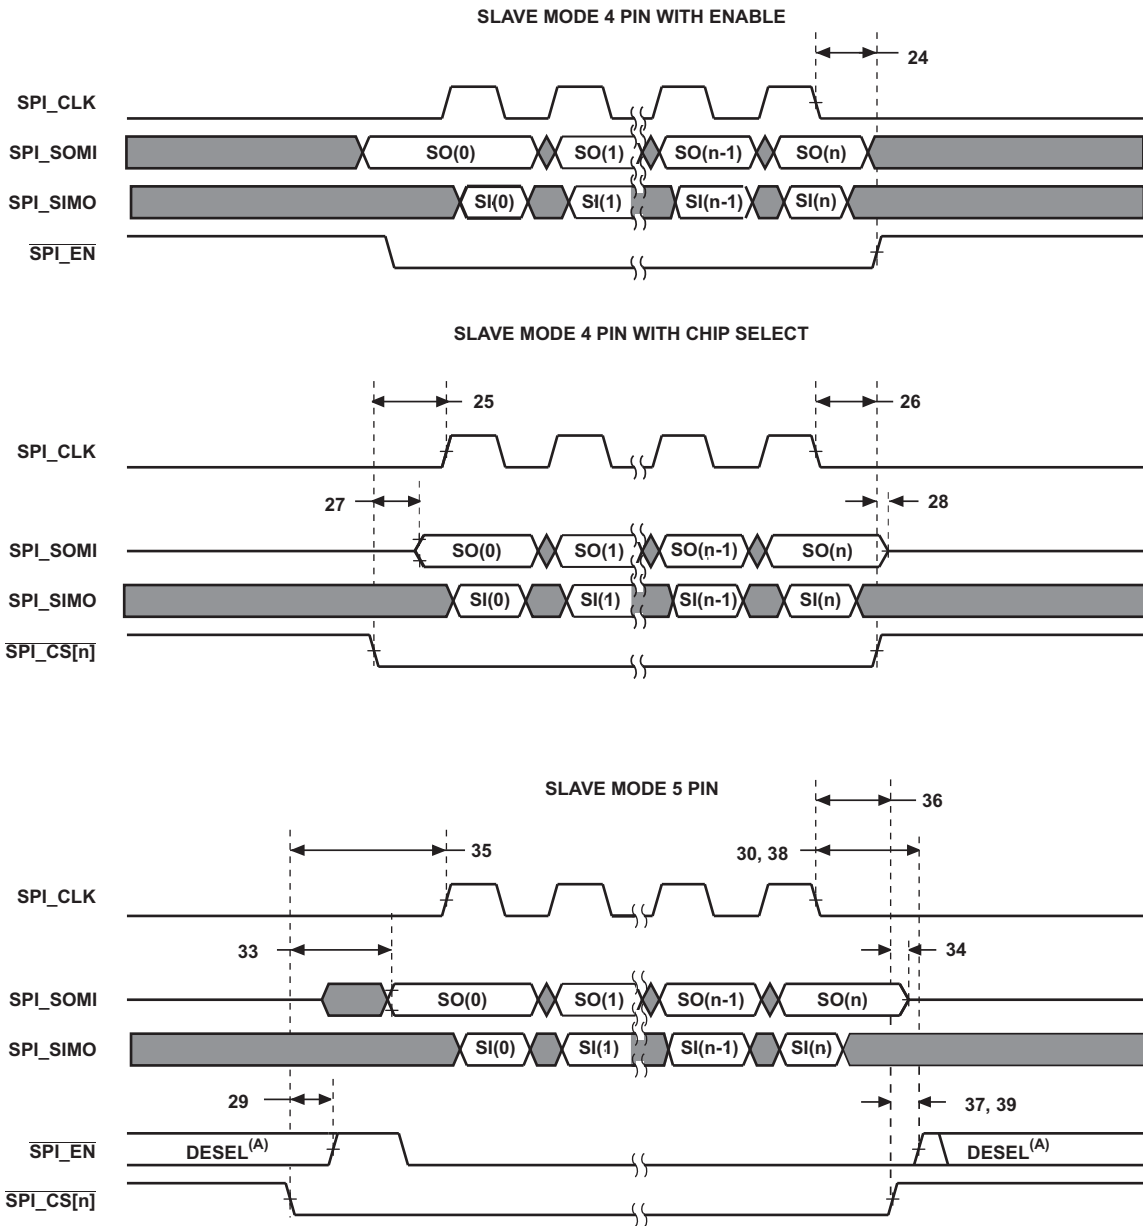 SLAVE MODE 4 PIN WITH ENABLE
24
SPI_CLK
SPI_SOMI SO(0) SO(1) SO(n-1) SO(n)
SPI_SIMO SI(0) SI(1) SI(n-1) SI(n)
SPI_EN
SLAVE MODE 4 PIN WITH CHIP SELECT
25 26
SPI_CLK
27 28
SPI_SOMI SO(0) SO(1) SO(n-1) SO(n)
SPI_SIMO SI(0) SI(1) SI(n-1) SI(n)
SPI_CS[n]
SLAVE MODE 5 PIN
36
35 30, 38
SPI_CLK
33 34
SPI_SOMI SO(0) SO(1) SO(n-1) SO(n)
SPI_SIMO SI(0) SI(1) SI(n-1) SI(n)
29 37, 39
SPI_EN DESEL(A) DESEL(A)
SPI_CS[n]